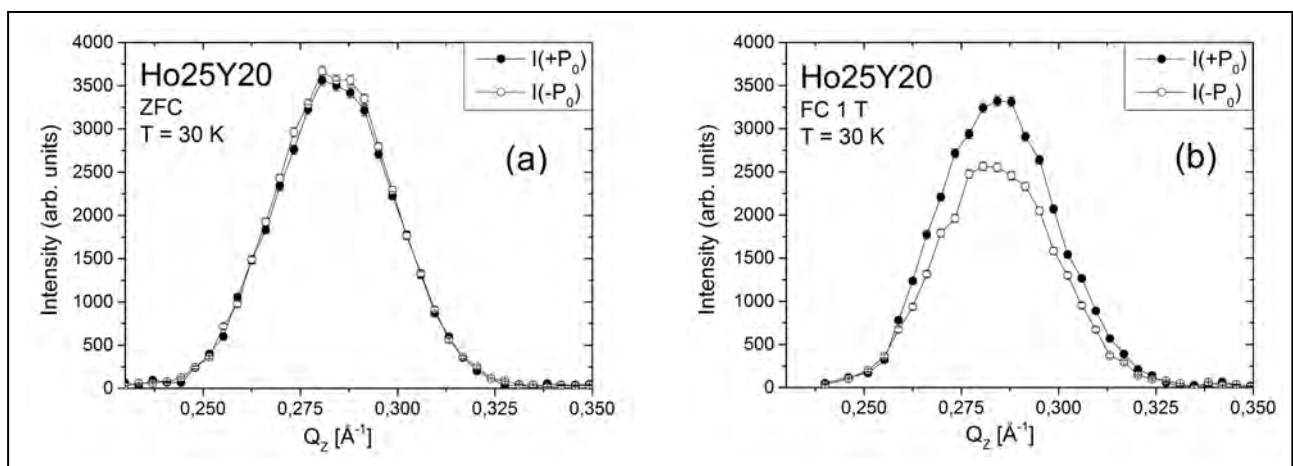 4000
3500
3000
2500
2000
1500
1000
500
0
Intensity (arb. units)
Ho25Y20
ZFC
T = 30 K
I(+P₀)
I(-P₀)
(a)
0,250 0,275 0,300 0,325 0,350
Q_Z [Å⁻¹]
4000
3500
3000
2500
2000
1500
1000
500
0
Intensity (arb. units)
Ho25Y20
FC 1 T
T = 30 K
I(+P₀)
I(-P₀)
(b)
0,250 0,275 0,300 0,325 0,350
Q_Z [Å⁻¹]